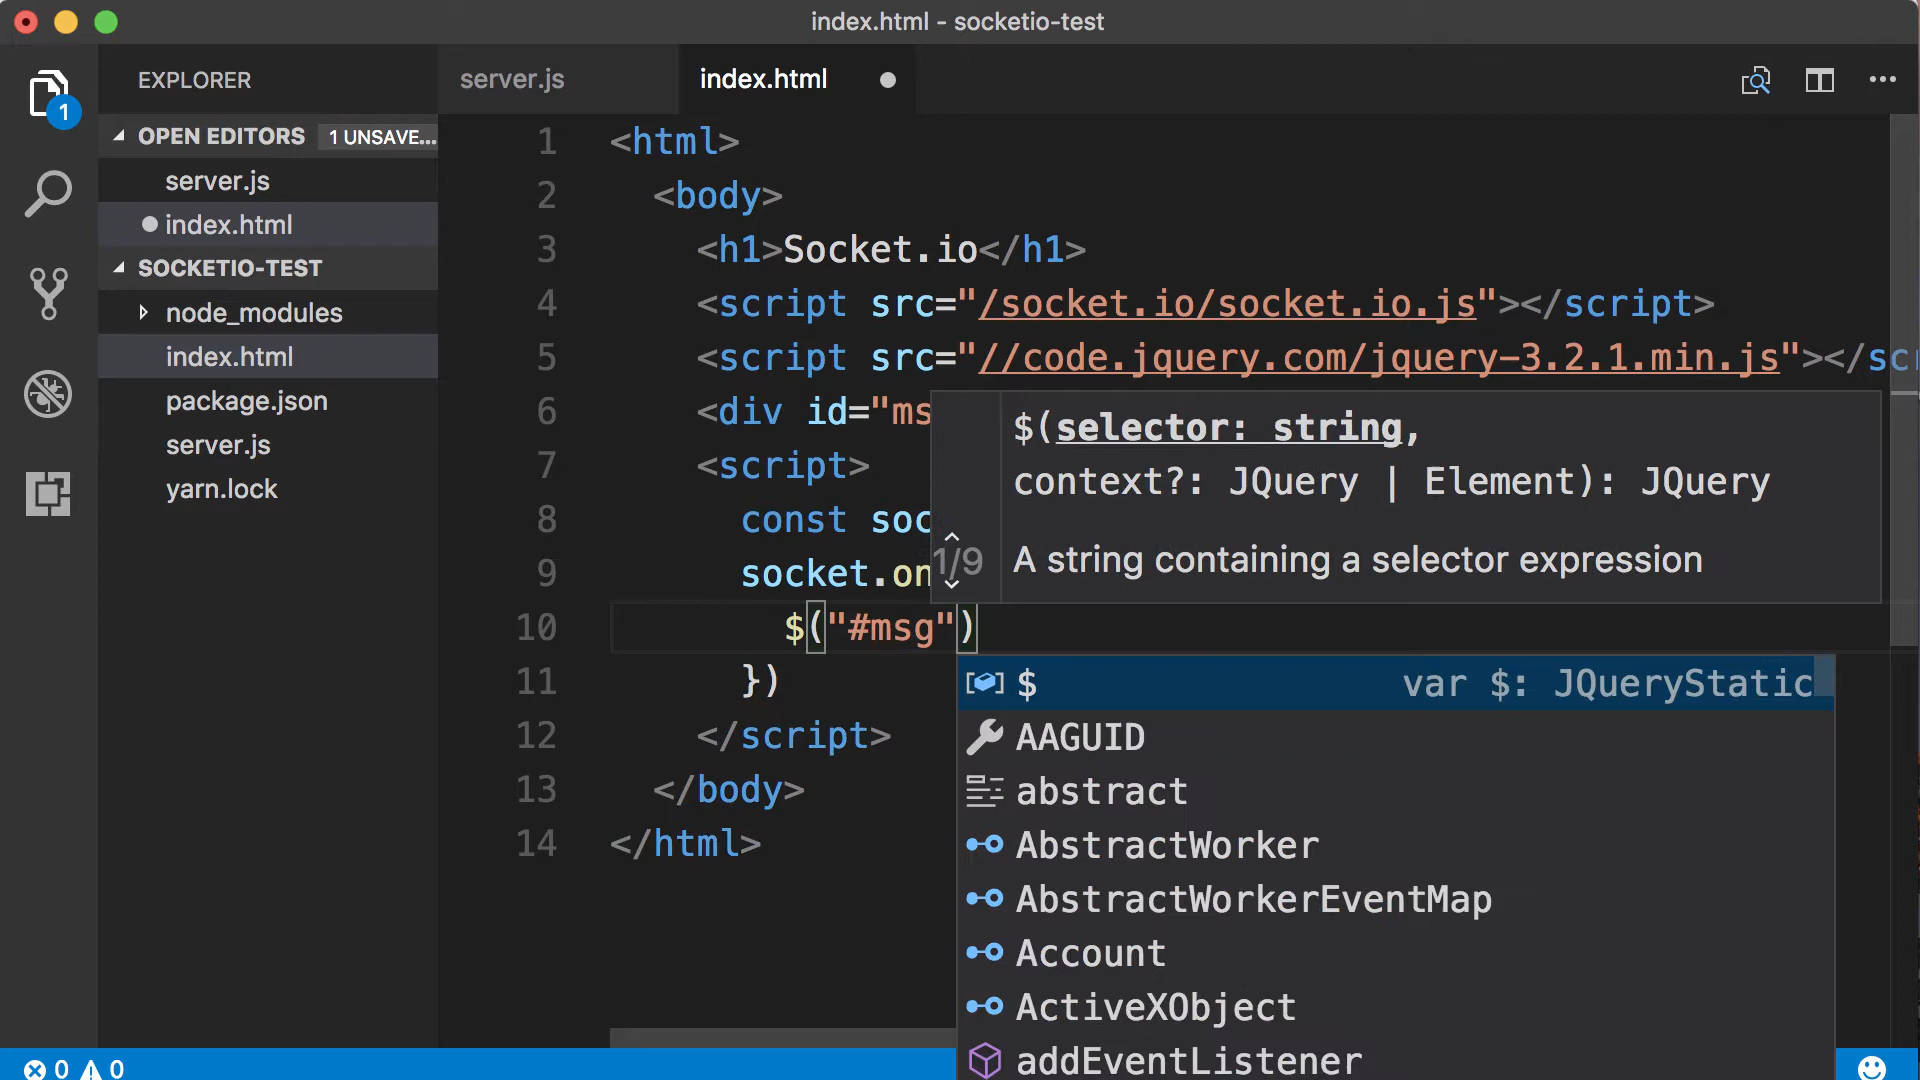 index.html - socketio-test
EXPLORER
server.js
index.html
1
OPEN EDITORS
1 UNSAVE...
server.js
index.html
SOCKETIO-TEST
node_modules
index.html
package.json
server.js
yarn.lock
1 <html>
2 <body>
3 <h1>Socket.io</h1>
4 <script src="/socket.io/socket.io.js"></script>
5 <script src="//code.jquery.com/jquery-3.2.1.min.js"></scr
6 <div id="ms
7 <script>
8 const soc
9 socket.on
10 $("#msg")
11 })
12 </script>
13 </body>
14 </html>
$(selector: string,
context?: JQuery | Element): JQuery
1/9
A string containing a selector expression
$ var $: JQueryStatic
AAGUID
abstract
AbstractWorker
AbstractWorkerEventMap
Account
ActiveXObject
addEventListener
0 0